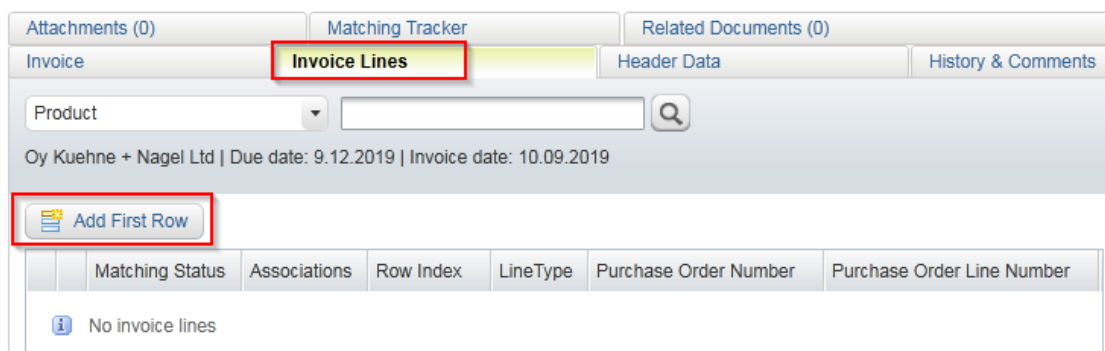 Attachments (0) Matching Tracker Related Documents (0)
Invoice Invoice Lines Header Data History & Comments
Product
Oy Kuehne + Nagel Ltd | Due date: 9.12.2019 | Invoice date: 10.09.2019
Add First Row
Matching Status Associations Row Index LineType Purchase Order Number Purchase Order Line Number
No invoice lines